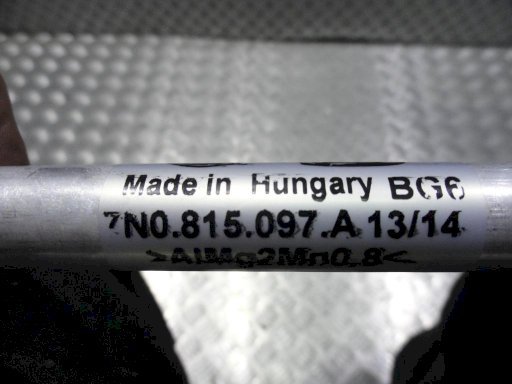 Made in Hungary BG6
7N0.815.097.A 13/14
>AlMg2Mn0.8<